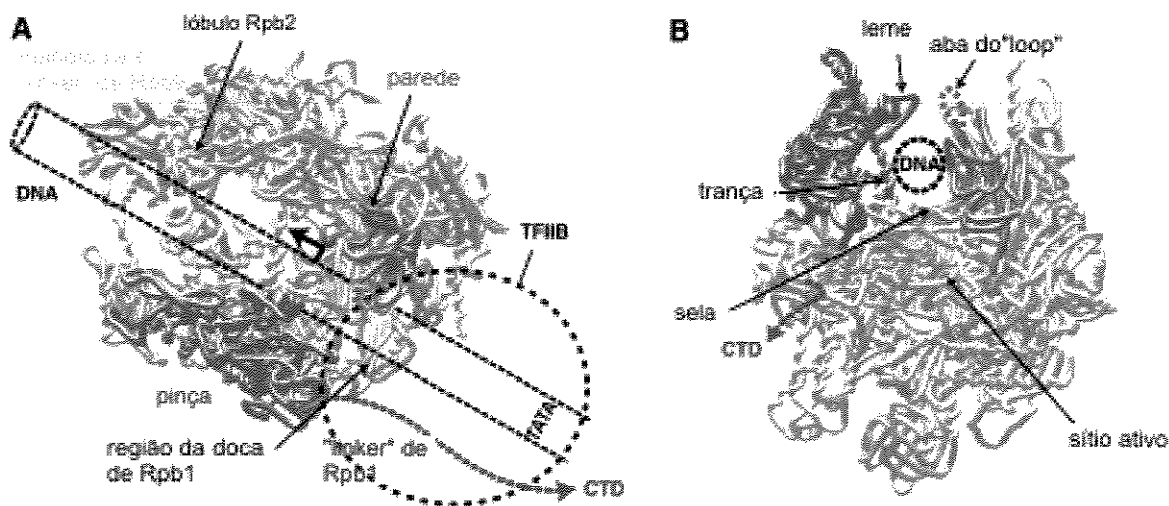 A
lóbulo Rpb2
parede
DNA
TFIIB
pinça
TATA
região da doca
de Rpb1
"linker" de
Rpb1
CTD
B
leme
aba do"loop"
DNA
trança
sela
CTD
sítio ativo